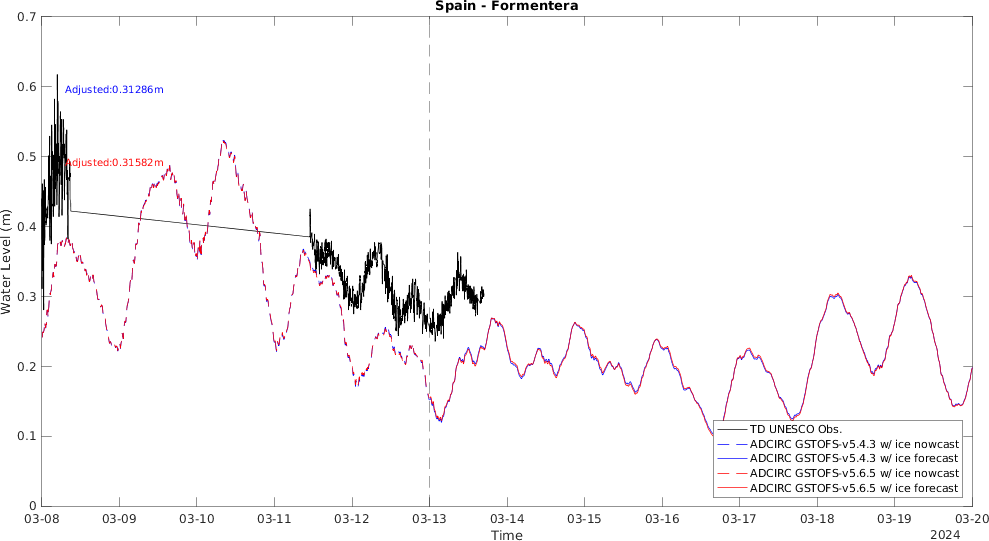 Spain - Formentera
0.7
0.6
0.5
0.4
0.3
0.2
0.1
0
Water Level (m)
Adjusted:0.31286m
Adjusted:0.31582m
TD UNESCO Obs.
ADCIRC GSTOFS-v5.4.3 w/ ice nowcast
ADCIRC GSTOFS-v5.4.3 w/ ice forecast
ADCIRC GSTOFS-v5.6.5 w/ ice nowcast
ADCIRC GSTOFS-v5.6.5 w/ ice forecast
03-08 03-09 03-10 03-11 03-12 03-13 03-14 03-15 03-16 03-17 03-18 03-19 03-20
Time
2024